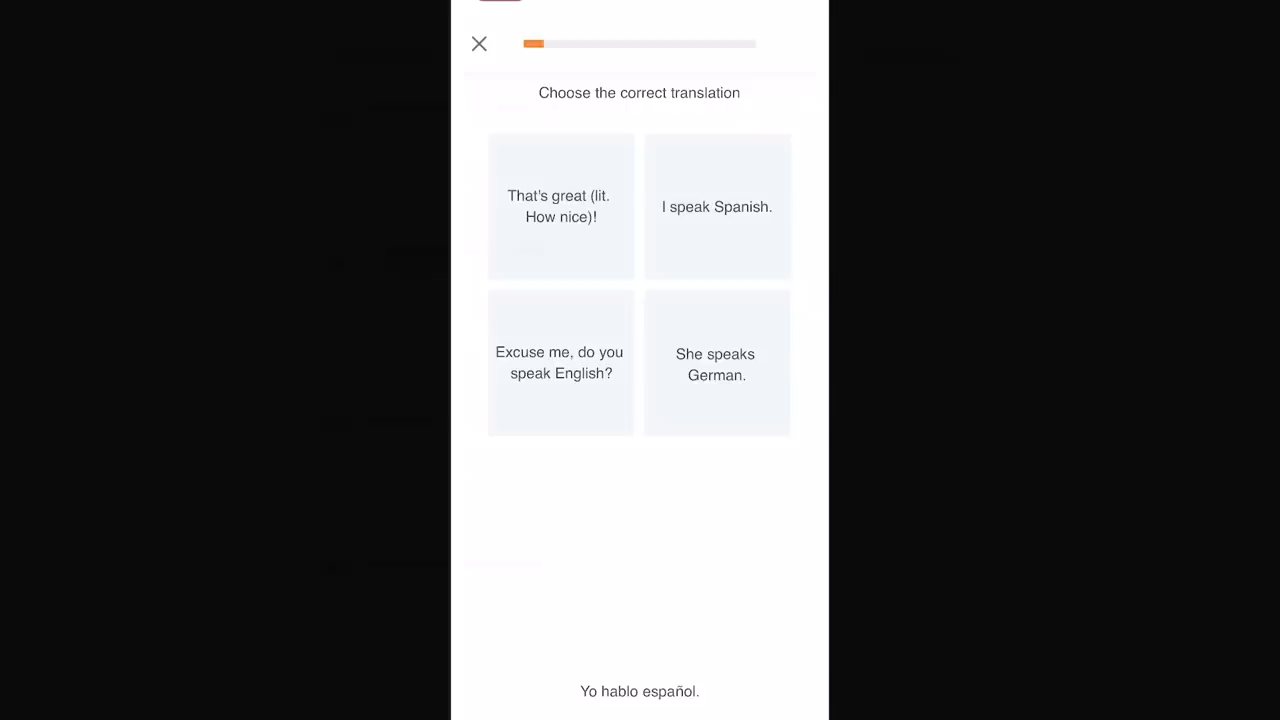 Choose the correct translation
That's great (lit.
How nice)!
I speak Spanish.
Excuse me, do you
speak English?
She speaks
German.
Yo hablo español.